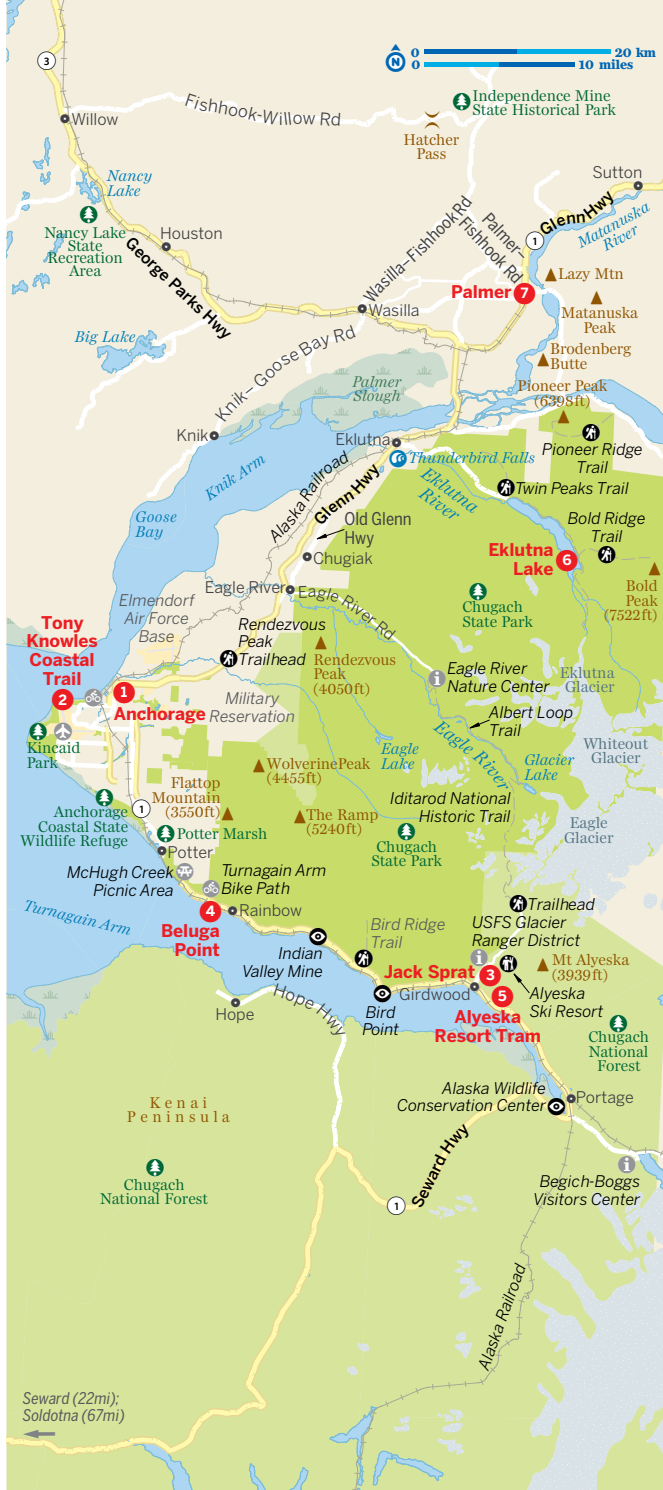 0 20 km
N
0 10 miles
3
Willow
Fishhook-Willow Rd
Independence Mine
State Historical Park
Hatcher
Pass
Nancy
Lake
Sutton
Nancy Lake
State
Recreation
Area
Houston
George Parks Hwy
Wasilla–Fishhook Rd
Palmer–
Fishhook Rd
1
Glenn Hwy
Matanuska
River
Lazy Mtn
Palmer 7
Matanuska
Peak
Wasilla
Big Lake
Knik–Goose Bay Rd
Brodenberg
Butte
Palmer
Slough
Pioneer Peak
(6398ft)
Knik
Eklutna
Pioneer Ridge
Trail
Knik Arm
Alaska Railroad
Glenn Hwy
Thunderbird Falls
Eklutna
River
Twin Peaks Trail
Goose
Bay
Old Glenn
Hwy
Bold Ridge
Trail
Eklutna
Lake
6
Chugiak
Bold
Peak
(7522ft)
Eagle River
Eagle River Rd
Chugach
State Park
Elmendorf
Air Force
Base
Tony
Knowles
Coastal
Trail
2
Rendezvous
Peak
Trailhead
Rendezvous
Peak
(4050ft)
Eagle River
Nature Center
Eklutna
Glacier
1
Anchorage
Military
Reservation
Albert Loop
Trail
Kincaid
Park
Eagle
Lake
Eagle River
Glacier
Lake
Whiteout
Glacier
WolverinePeak
(4455ft)
Flattop
Mountain
(3550ft)
Iditarod National
Historic Trail
Anchorage
Coastal State
Wildlife Refuge
1
The Ramp
(5240ft)
Eagle
Glacier
Potter Marsh
Chugach
State Park
Potter
McHugh Creek
Picnic Area
Turnagain Arm
Bike Path
Turnagain Arm
4
Beluga
Point
Rainbow
Trailhead
USFS Glacier
Ranger District
Bird Ridge
Trail
Indian
Valley Mine
Jack Sprat 3
Mt Alyeska
(3939ft)
Girdwood
5
Alyeska
Resort Tram
Alyeska
Ski Resort
Bird
Point
Hope
Hope Hwy
Chugach
National
Forest
Alaska Wildlife
Conservation Center
Portage
Kenai
Peninsula
Seward Hwy
Chugach
National Forest
Begich-Boggs
Visitors Center
1
Alaska Railroad
Seward (22mi);
Soldotna (67mi)